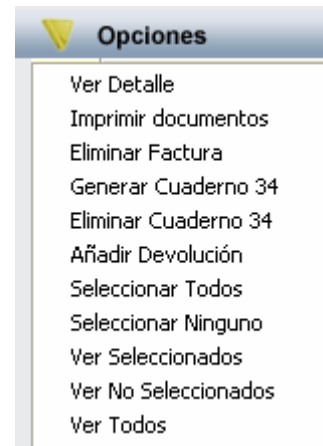 Opciones
Ver Detalle
Imprimir documentos
Eliminar Factura
Generar Cuaderno 34
Eliminar Cuaderno 34
Añadir Devolución
Seleccionar Todos
Seleccionar Ninguno
Ver Seleccionados
Ver No Seleccionados
Ver Todos